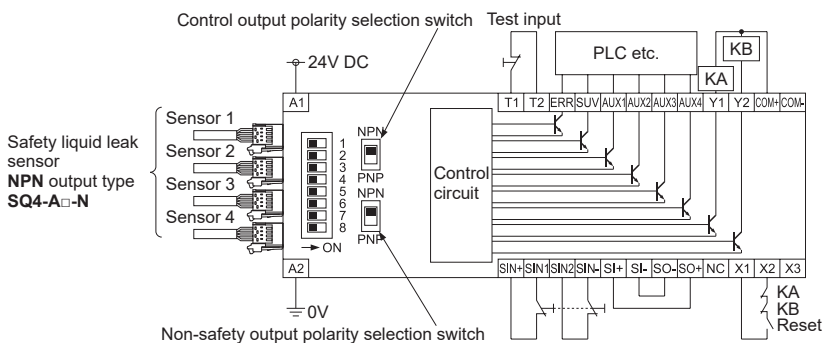 Control output polarity selection switch
Test input
24V DC
PLC etc.
KA
KB
A1
T1 T2 ERR SUV AUX1 AUX2 AUX3 AUX4 Y1 Y2 COM+ COM-
Safety liquid leak
sensor
NPN output type
SQ4-A□-N
Sensor 1
Sensor 2
Sensor 3
Sensor 4
1
2
3
4
5
6
7
8
→ ON
NPN
PNP
NPN
PNP
Control
circuit
A2
SIN+ SIN1 SIN2 SIN- SI+ SI- SO- SO+ NC X1 X2 X3
0V
KA
KB
Reset
Non-safety output polarity selection switch